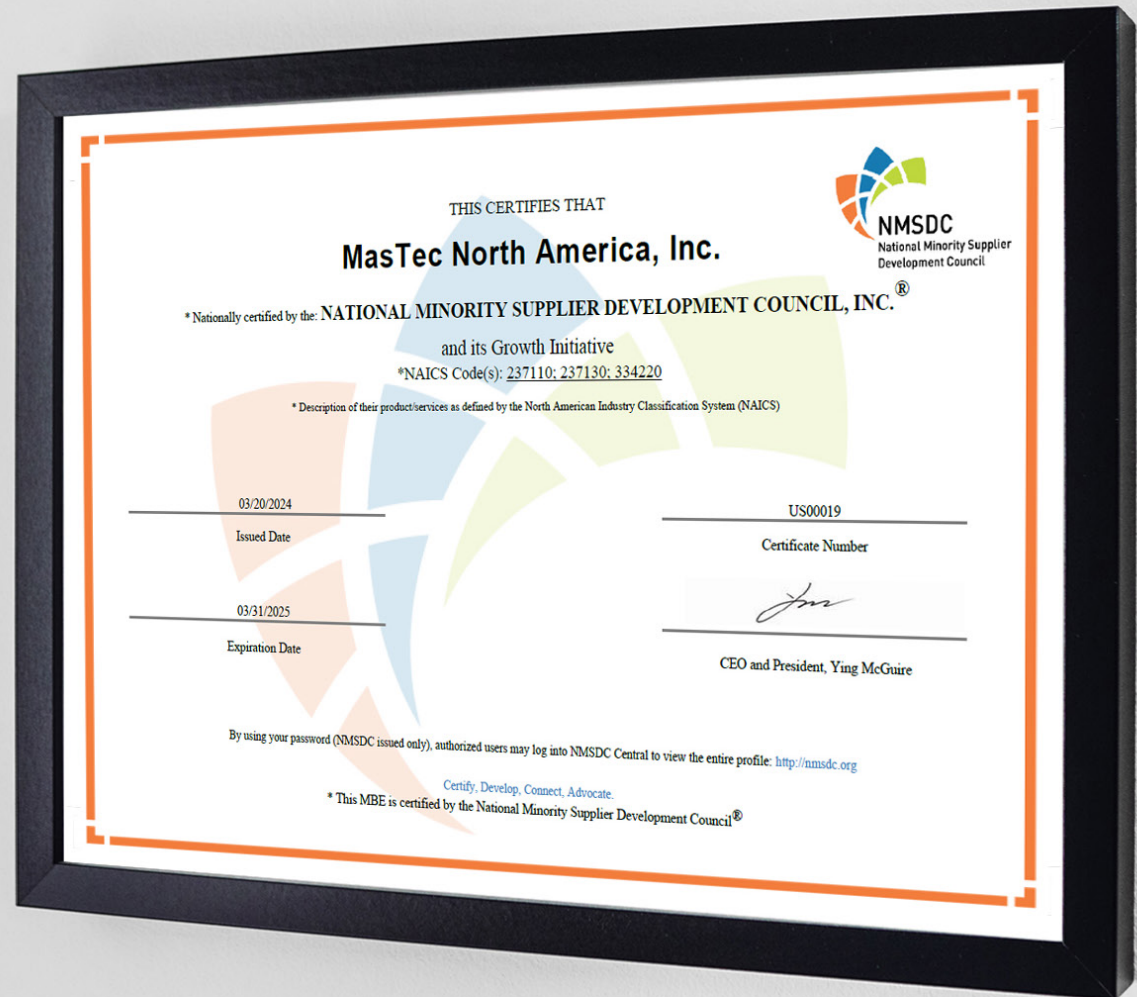 NMSDC
National Minority Supplier
Development Council
THIS CERTIFIES THAT
MasTec North America, Inc.
* Nationally certified by the: NATIONAL MINORITY SUPPLIER DEVELOPMENT COUNCIL, INC.®
and its Growth Initiative
*NAICS Code(s): 237110; 237130; 334220
* Description of their product/services as defined by the North American Industry Classification System (NAICS)
03/20/2024
Issued Date
US00019
Certificate Number
03/31/2025
Expiration Date
CEO and President, Ying McGuire
By using your password (NMSDC issued only), authorized users may log into NMSDC Central to view the entire profile: http://nmsdc.org
Certify, Develop, Connect, Advocate.
* This MBE is certified by the National Minority Supplier Development Council®